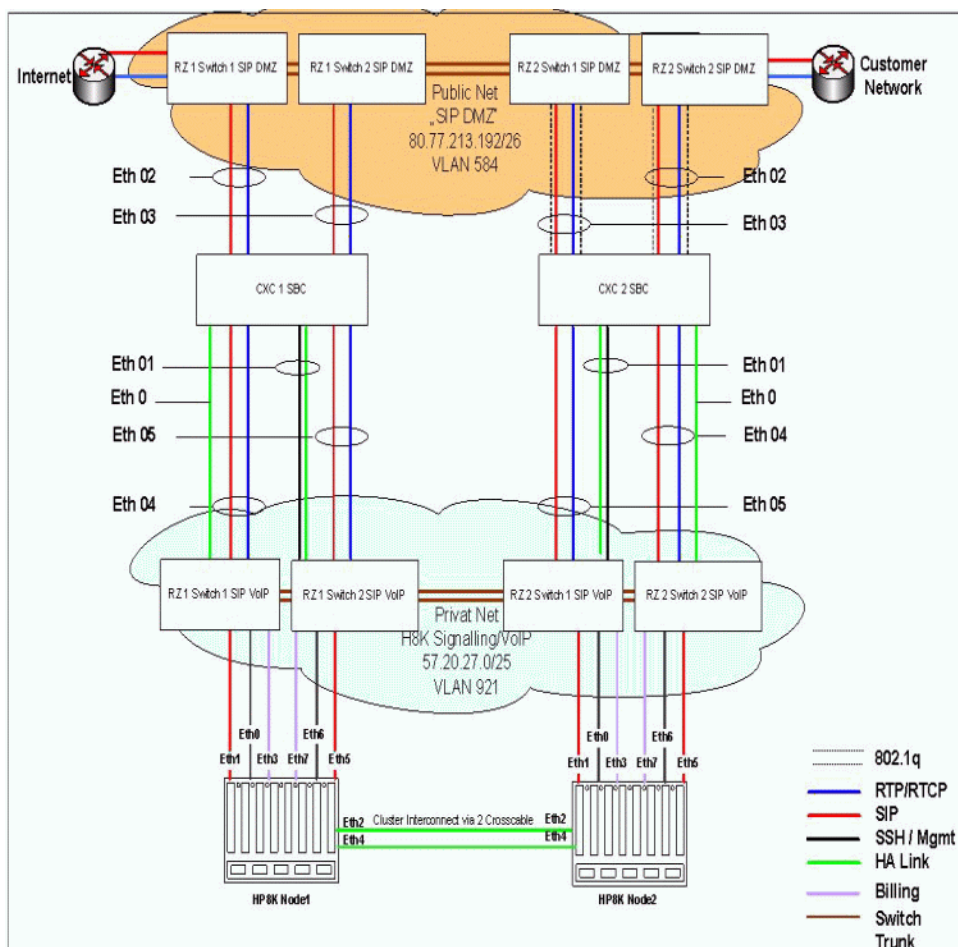 Internet
RZ 1 Switch 1 SIP DMZ
RZ 1 Switch 2 SIP DMZ
RZ 2 Switch 1 SIP DMZ
RZ 2 Switch 2 SIP DMZ
Customer
Network
Public Net
„SIP DMZ"
80.77.213.192/26
VLAN 584
Eth 02
Eth 03
Eth 02
Eth 03
CXC 1 SBC
CXC 2 SBC
Eth 01
Eth 0
Eth 05
Eth 04
Eth 01
Eth 0
Eth 04
Eth 05
RZ 1 Switch 1 SIP VoIP
RZ 1 Switch 2 SIP VoIP
RZ 2 Switch 1 SIP VoIP
RZ 2 Switch 2 SIP VoIP
Privat Net
H8K Signalling/VoIP
57.20.27.0/25
VLAN 921
Eth1
Eth0
Eth3
Eth7
Eth6
Eth5
Eth1
Eth0
Eth3
Eth7
Eth6
Eth5
Eth2
Cluster Interconnect via 2 Crosscable
Eth2
Eth4
Eth4
HP8K Node1
HP8K Node2
802.1q
RTP/RTCP
SIP
SSH / Mgmt
HA Link
Billing
Switch
Trunk